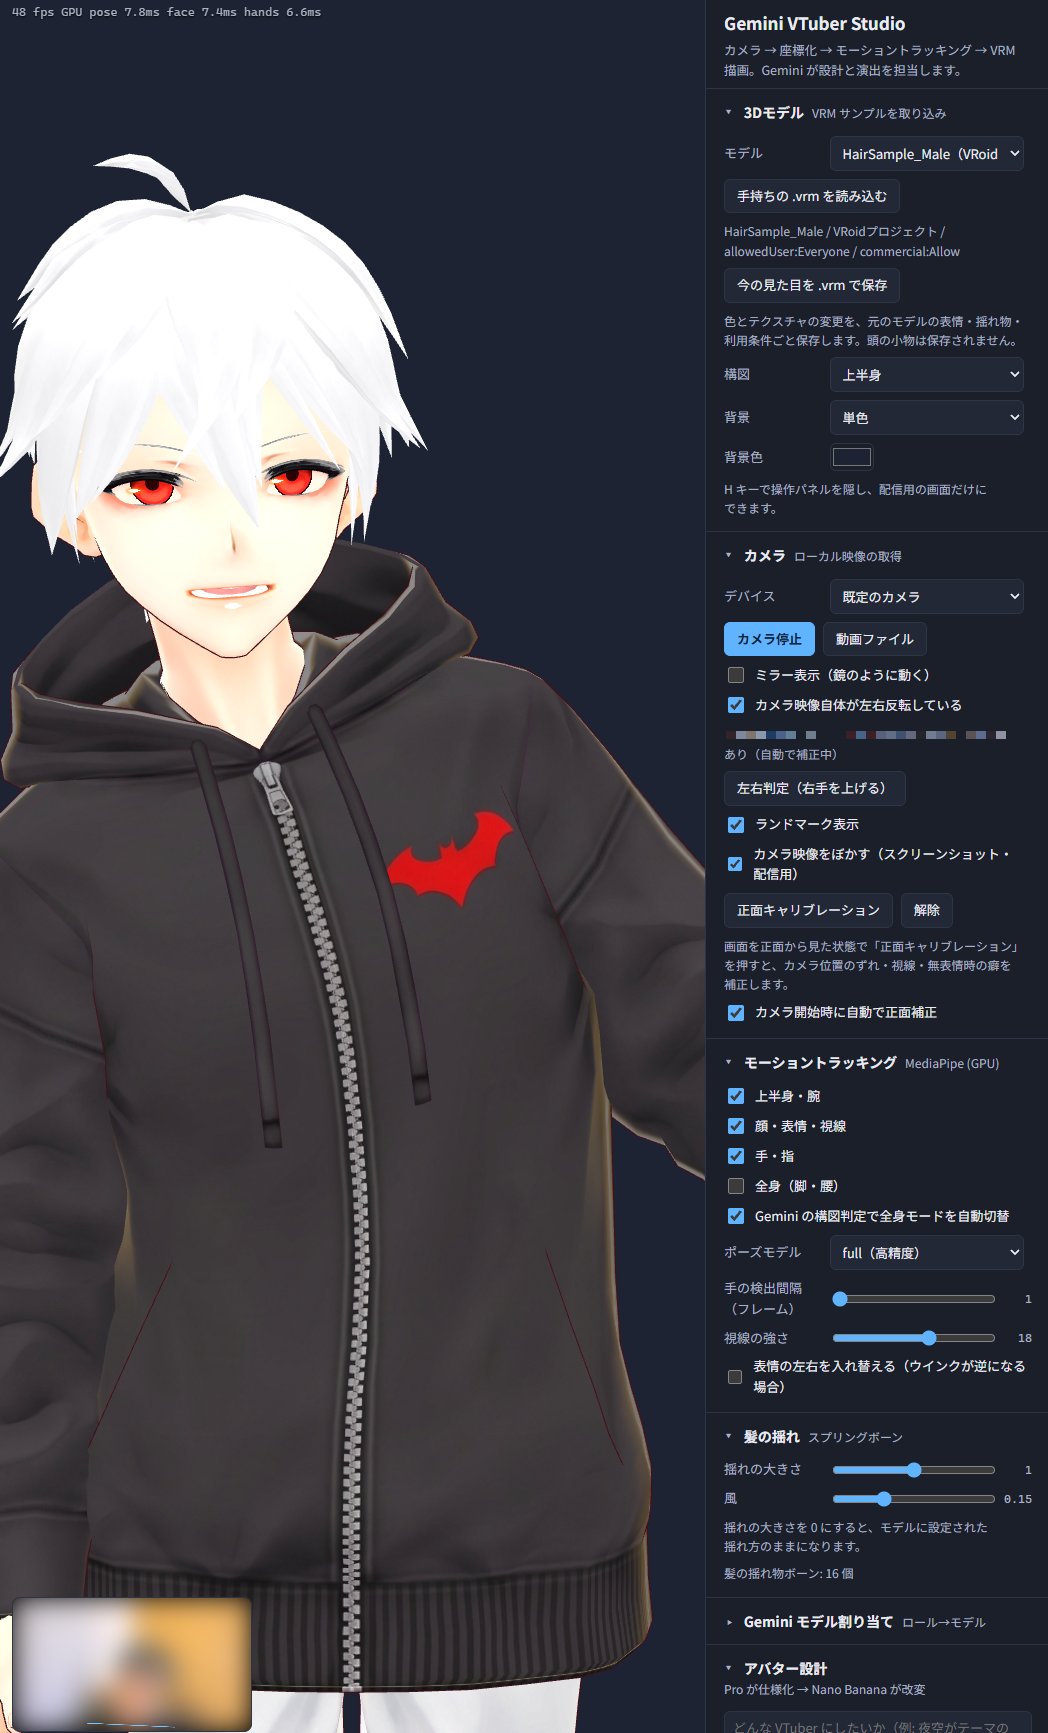 48 fps GPU pose 7.8ms face 7.4ms hands 6.6ms
Gemini VTuber Studio
カメラ → 座標化 → モーショントラッキング → VRM
描画。Gemini が設計と演出を担当します。
3Dモデル VRM サンプルを取り込み
モデル HairSample_Male（VRoid
手持ちの .vrm を読み込む
HairSample_Male / VRoidプロジェクト /
allowedUser:Everyone / commercial:Allow
今の見た目を .vrm で保存
色とテクスチャの変更を、元のモデルの表情・揺れ物・
利用条件ごと保存します。頭の小物は保存されません。
構図 上半身
背景 単色
背景色
H キーで操作パネルを隠し、配信用の画面だけに
できます。
カメラ ローカル映像の取得
デバイス 既定のカメラ
カメラ停止 動画ファイル
ミラー表示（鏡のように動く）
カメラ映像自体が左右反転している
あり（自動で補正中）
左右判定（右手を上げる）
ランドマーク表示
カメラ映像をぼかす（スクリーンショット・
配信用）
正面キャリブレーション 解除
画面を正面から見た状態で「正面キャリブレーション」
を押すと、カメラ位置のずれ・視線・無表情時の癖を
補正します。
カメラ開始時に自動で正面補正
モーショントラッキング MediaPipe (GPU)
上半身・腕
顔・表情・視線
手・指
全身（脚・腰）
Gemini の構図判定で全身モードを自動切替
ポーズモデル full（高精度）
手の検出間隔
（フレーム） 1
視線の強さ 18
表情の左右を入れ替える（ウインクが逆になる
場合）
髪の揺れ スプリングボーン
揺れの大きさ 1
風 0.15
揺れの大きさを 0 にすると、モデルに設定された
揺れ方のままになります。
髪の揺れ物ボーン: 16 個
Gemini モデル割り当て ロール→モデル
アバター設計
Pro が仕様化 → Nano Banana が改変
どんな VTuber にしたいか（例: 夜空がテーマの